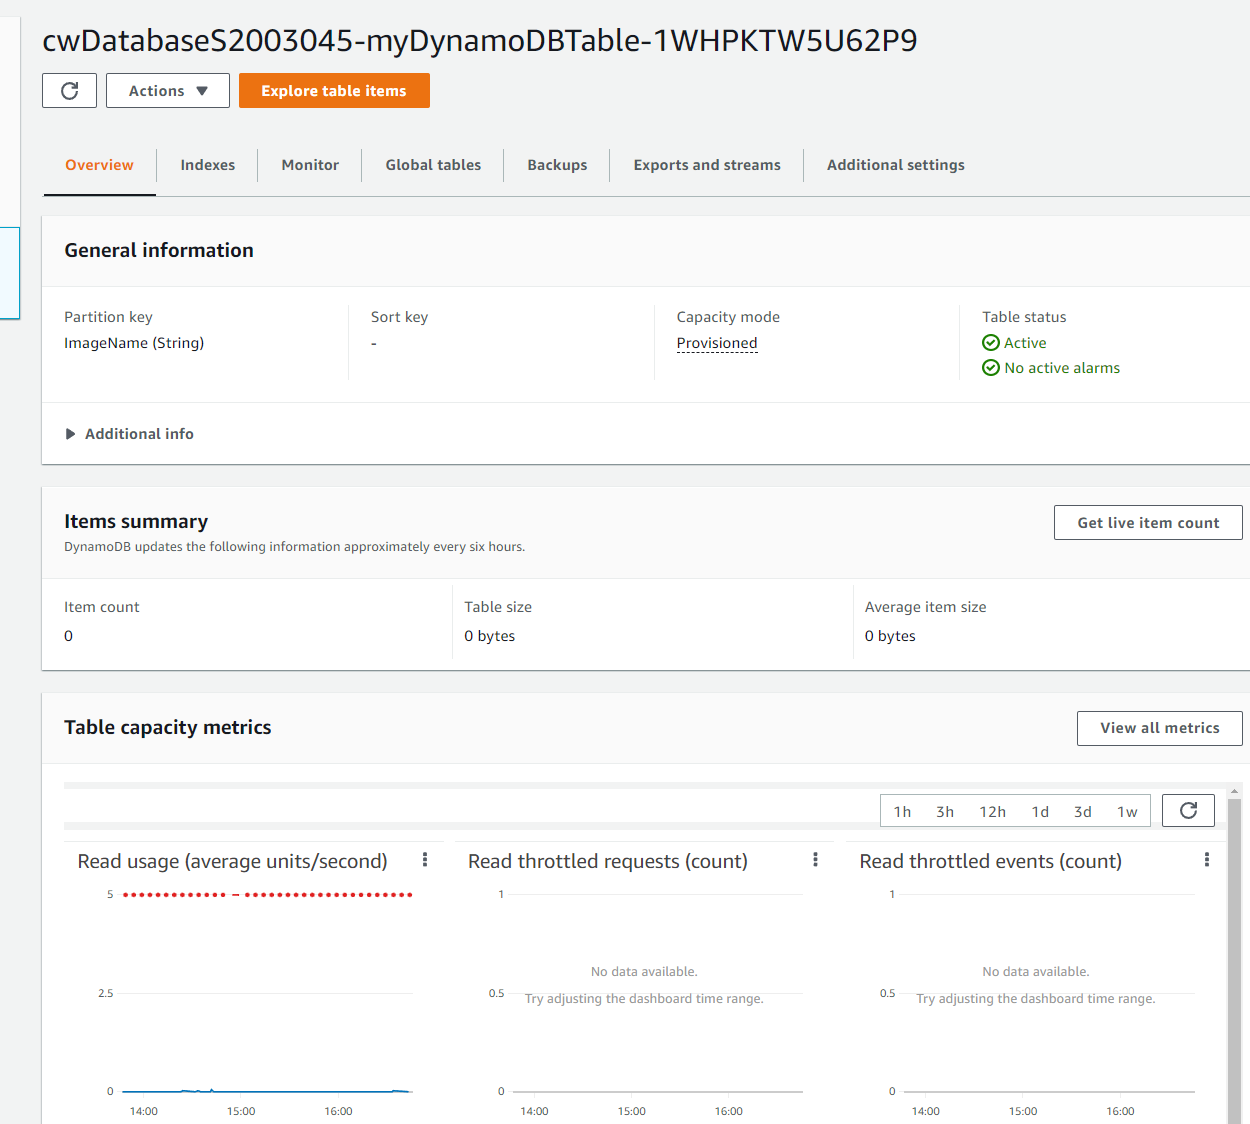 cwDatabaseS2003045-myDynamoDBTable-1WHPKTW5U62P9
Actions
Explore table items
Overview
Indexes
Monitor
Global tables
Backups
Exports and streams
Additional settings
General information
Partition key
ImageName (String)
Sort key
-
Capacity mode
Provisioned
Table status
Active
No active alarms
Additional info
Items summary
DynamoDB updates the following information approximately every six hours.
Get live item count
Item count
0
Table size
0 bytes
Average item size
0 bytes
Table capacity metrics
View all metrics
1h 3h 12h 1d 3d 1w
Read usage (average units/second)
5
2.5
0
14:00 15:00 16:00
Read throttled requests (count)
1
No data available.
0.5
Try adjusting the dashboard time range.
0
14:00 15:00 16:00
Read throttled events (count)
1
No data available.
0.5
Try adjusting the dashboard time range.
0
14:00 15:00 16:00